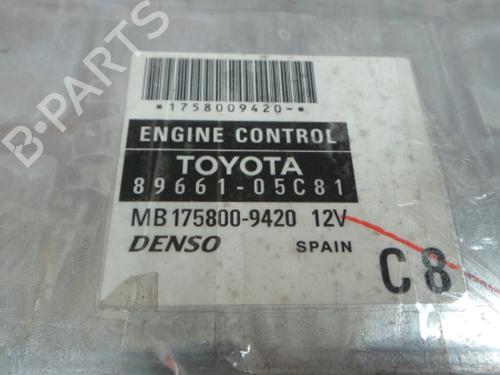 B-PARTS
*1758009420-*
ENGINE CONTROL
TOYOTA
89661-05C81
MB175800-9420 12V
DENSO SPAIN
C8